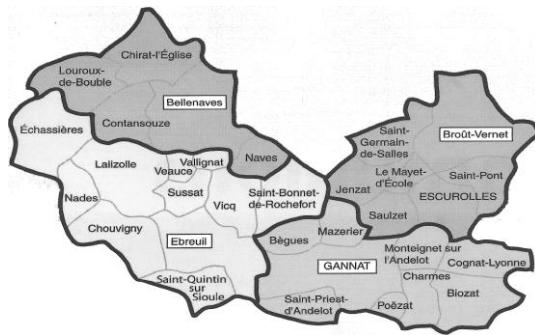 Chirat-l'Église
Louroux-
de-Bouble
Bellenaves
Échassières
Contansouze
Naves
Lalizolle
Vallignat
Veauce
Sussat
Saint-Bonnet-
de-Rochefort
Nades
Vicq
Chouvigny
Ebreuil
Saint-Quintin
sur
Sioule
Saint-
Germain-
de-Salles
Broût-Vernet
Le Mayet-
d'École
Saint-Pont
Jenzat
ESCUROLLES
Saulzet
Mazerier
Bègues
GANNAT
Monteignet sur
l'Andelot
Cognat-Lyonne
Charmes
Biozat
Saint-Priest-
d'Andelot
Poëzat